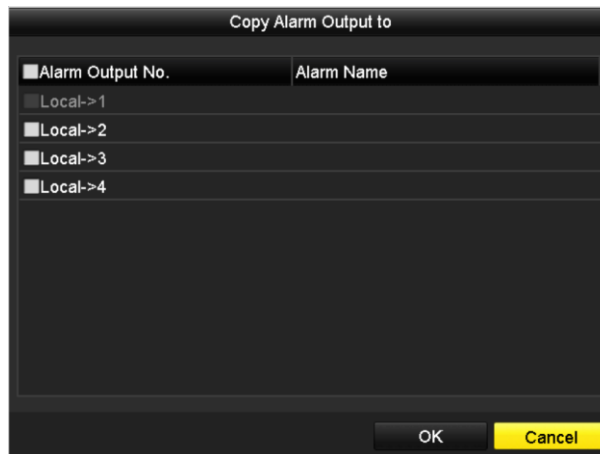 Copy Alarm Output to
Alarm Output No. Alarm Name
Local->1
Local->2
Local->3
Local->4
OK Cancel